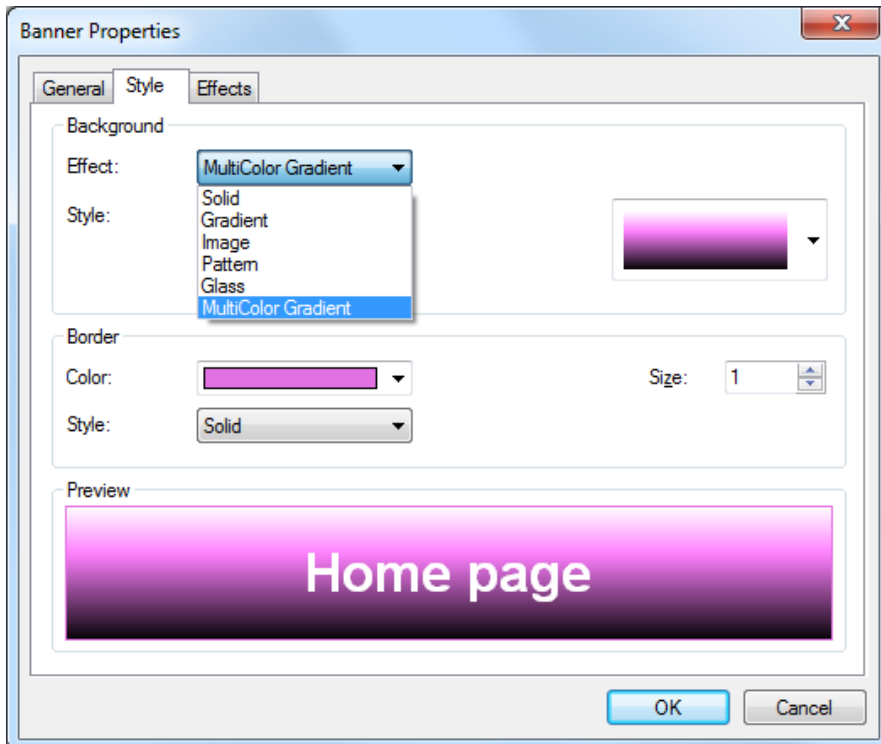 Banner Properties
General Style Effects
Background
Effect: MultiColor Gradient
Solid
Style:
Gradient
Image
Pattern
Glass
MultiColor Gradient
Border
Color: Size: 1
Style: Solid
Preview
Home page
OK Cancel